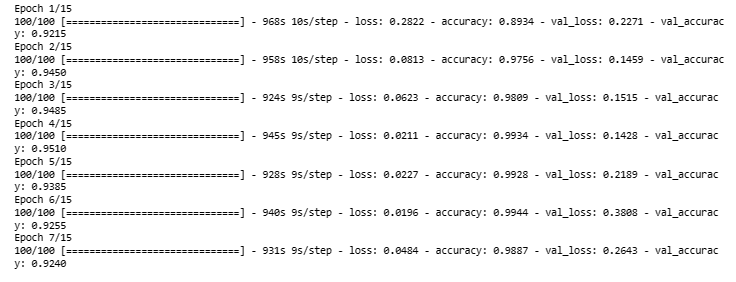 Epoch 1/15
100/100 [==============================] - 968s 10s/step - loss: 0.2822 - accuracy: 0.8934 - val_loss: 0.2271 - val_accurac
y: 0.9215
Epoch 2/15
100/100 [==============================] - 958s 10s/step - loss: 0.0813 - accuracy: 0.9756 - val_loss: 0.1459 - val_accurac
y: 0.9450
Epoch 3/15
100/100 [==============================] - 924s 9s/step - loss: 0.0623 - accuracy: 0.9809 - val_loss: 0.1515 - val_accurac
y: 0.9485
Epoch 4/15
100/100 [==============================] - 945s 9s/step - loss: 0.0211 - accuracy: 0.9934 - val_loss: 0.1428 - val_accurac
y: 0.9510
Epoch 5/15
100/100 [==============================] - 928s 9s/step - loss: 0.0227 - accuracy: 0.9928 - val_loss: 0.2189 - val_accurac
y: 0.9385
Epoch 6/15
100/100 [==============================] - 940s 9s/step - loss: 0.0196 - accuracy: 0.9944 - val_loss: 0.3808 - val_accurac
y: 0.9255
Epoch 7/15
100/100 [==============================] - 931s 9s/step - loss: 0.0484 - accuracy: 0.9887 - val_loss: 0.2643 - val_accurac
y: 0.9240